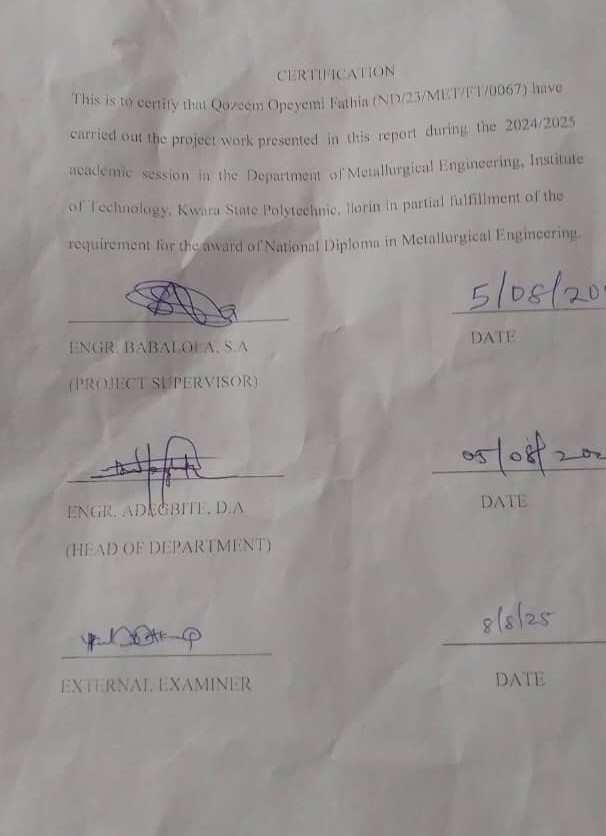 CERTIFICATION
This is to certify that Qozeem Opeyemi Fathia (ND/23/MET/FT/0067) have
carried out the project work presented in this report during the 2024/2025
academic session in the Department of Metallurgical Engineering, Institute
of Technology, Kwara State Polytechnic, Ilorin in partial fulfillment of the
requirement for the award of National Diploma in Metallurgical Engineering.
5/08/20
ENGR. BABALOLA, S.A
DATE
(PROJECT SUPERVISOR)
05/08/202
ENGR. ADEGBITE, D.A
DATE
(HEAD OF DEPARTMENT)
8/8/25
EXTERNAL EXAMINER
DATE